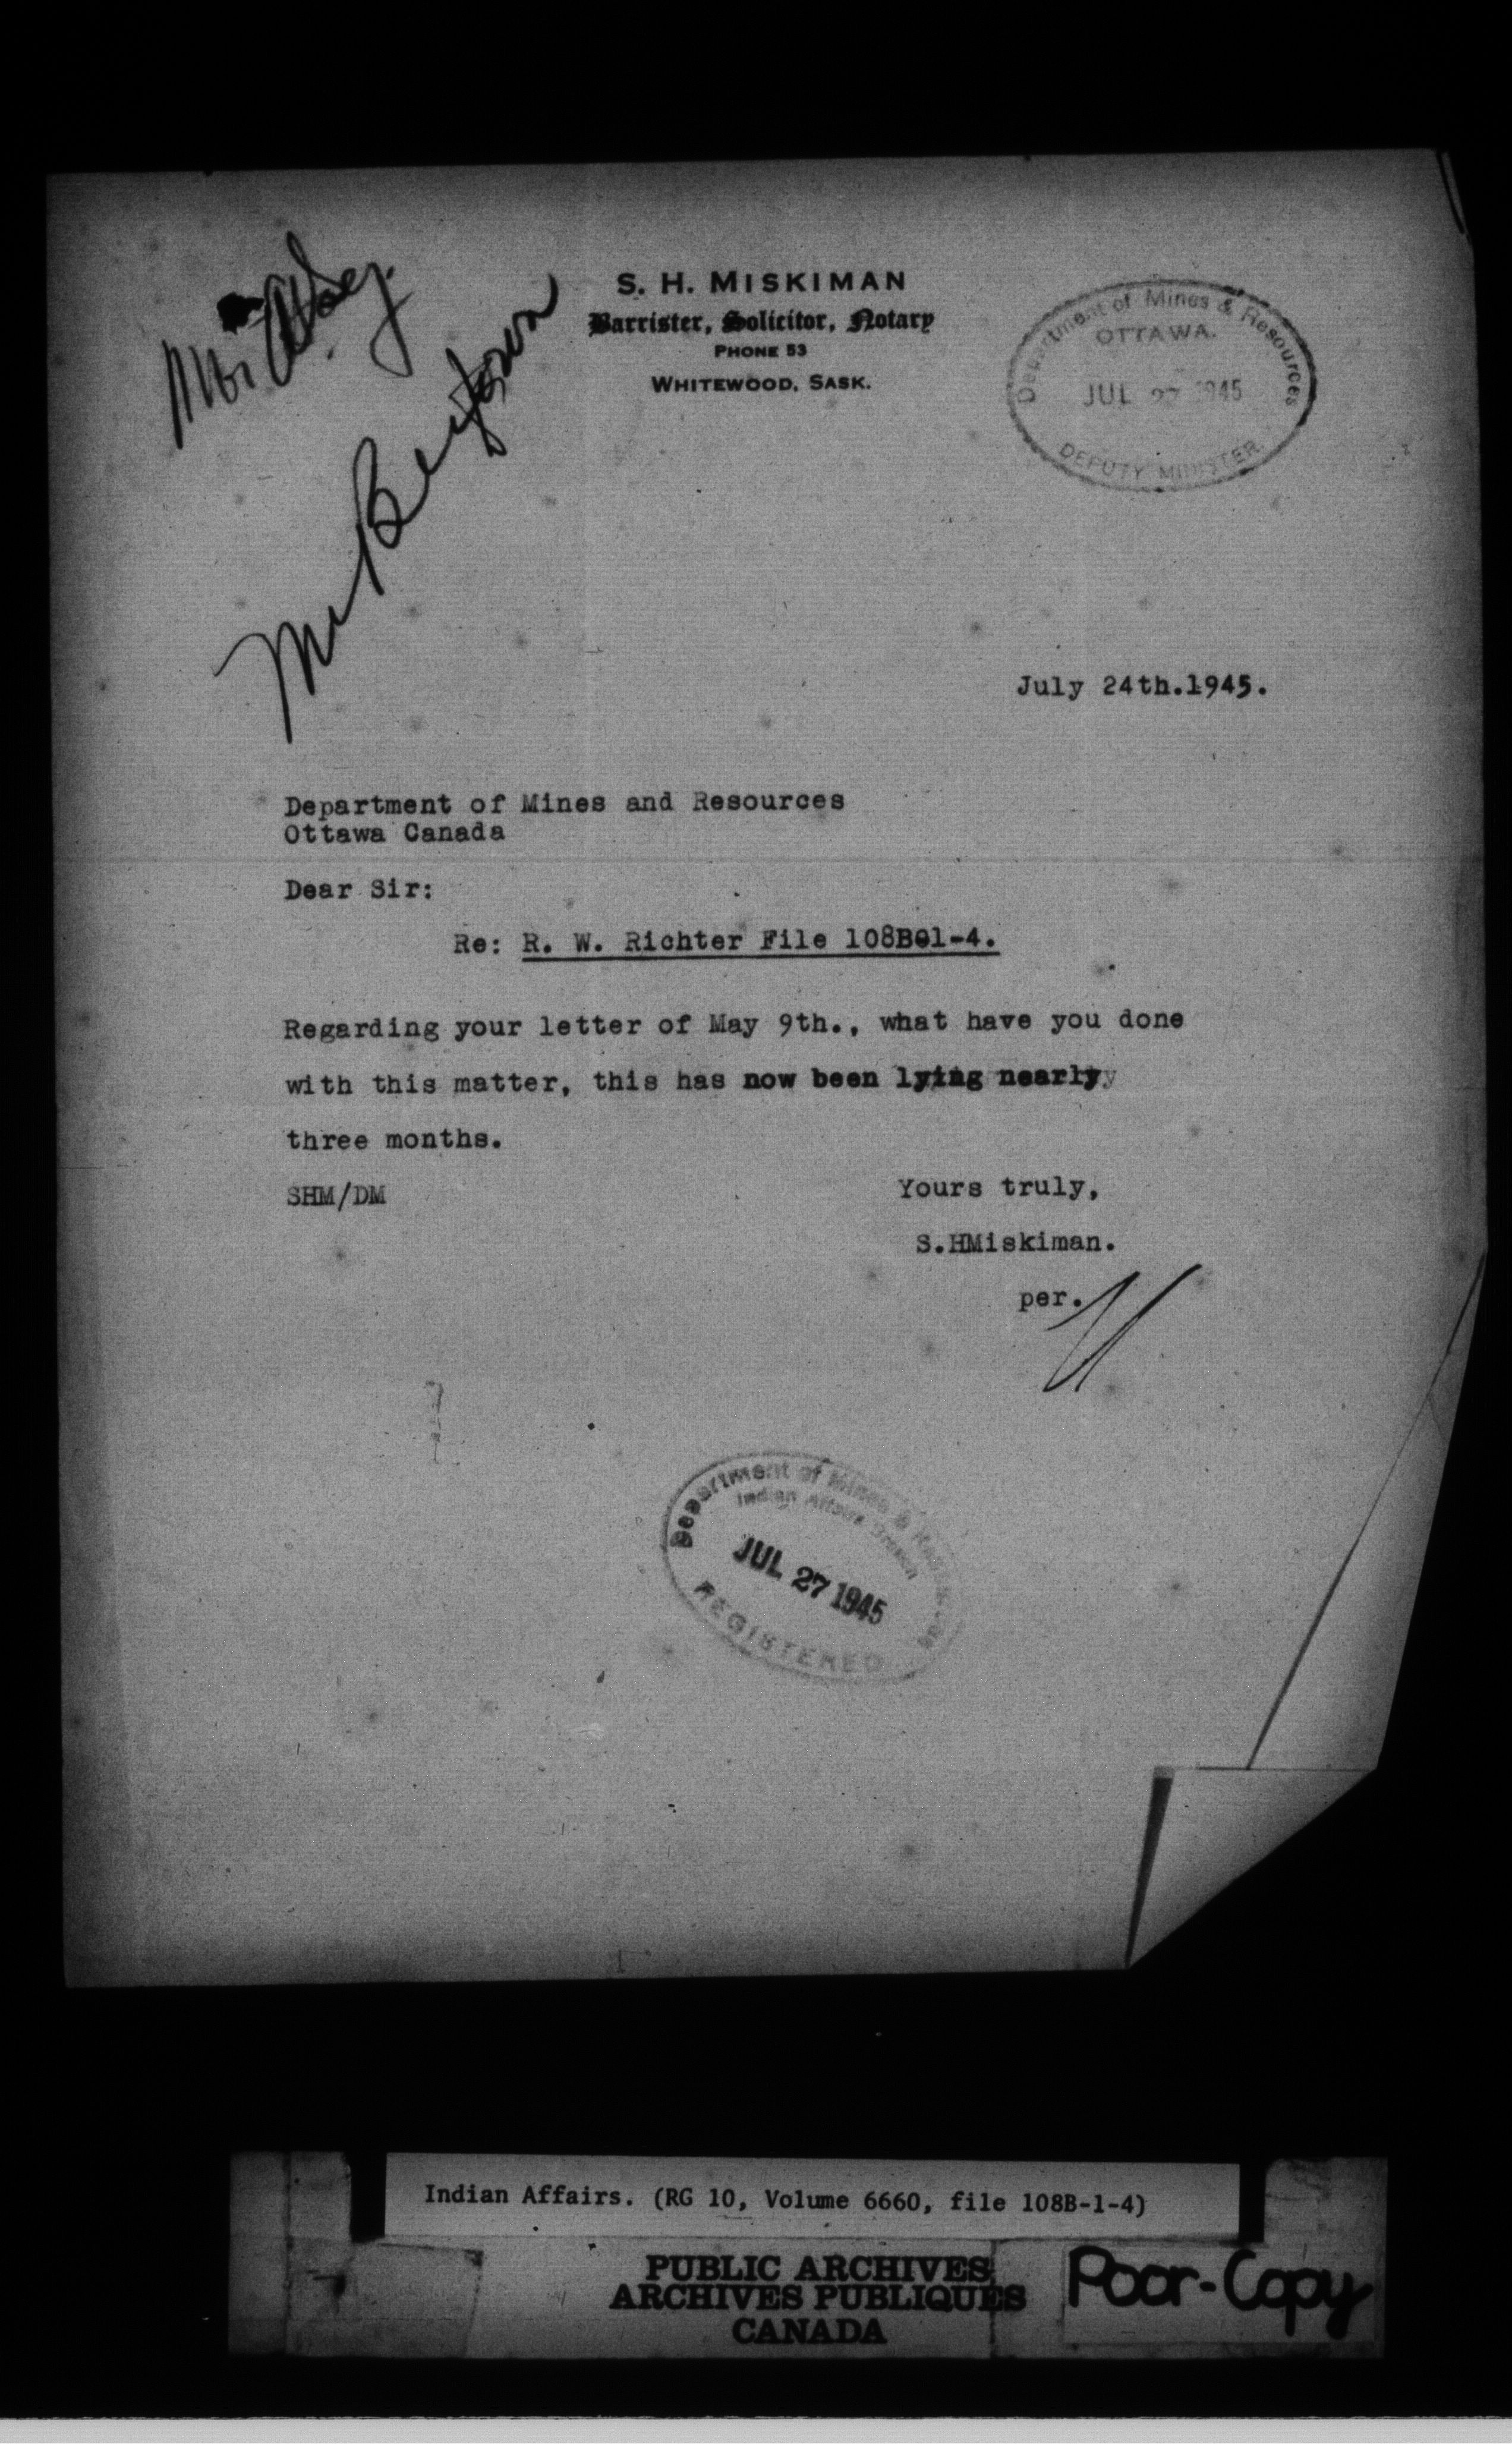 Mr. Hoey.
Mr
S. H. MISKIMAN
Barrister, Solicitor, Notary
PHONE 53
WHITEWOOD, SASK.
Department of Mines & Resources
OTTAWA.
JUL 27 1945
DEPUTY MINISTER.
July 24th.1945.
Department of Mines and Resources
Ottawa Canada
Dear Sir:
Re: R. W. Richter File 108B01-4.
Regarding your letter of May 9th., what have you done
with this matter, this has now been lying nearly
three months.
SHM/DM
Yours truly,
S.HMiskiman.
per.
Department of Mines & Resources
Indian Affairs Branch
JUL 27 1945
REGISTERED
Indian Affairs. (RG 10, Volume 6660, file 108B-1-4)
PUBLIC ARCHIVES
ARCHIVES PUBLIQUES
CANADA
Poor-Copy